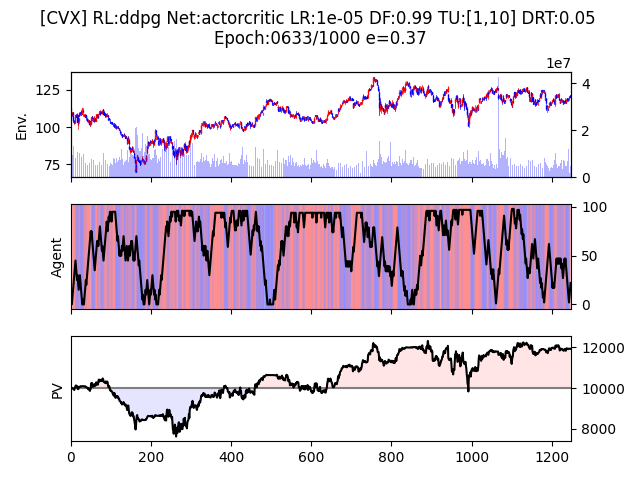 [CVX] RL:ddpg Net:actorcritic LR:1e-05 DF:0.99 TU:[1,10] DRT:0.05
Epoch:0633/1000 e=0.37
1e7
125
100
75
Env.
4
2
0
Agent
100
50
0
PV
12000
10000
8000
0 200 400 600 800 1000 1200